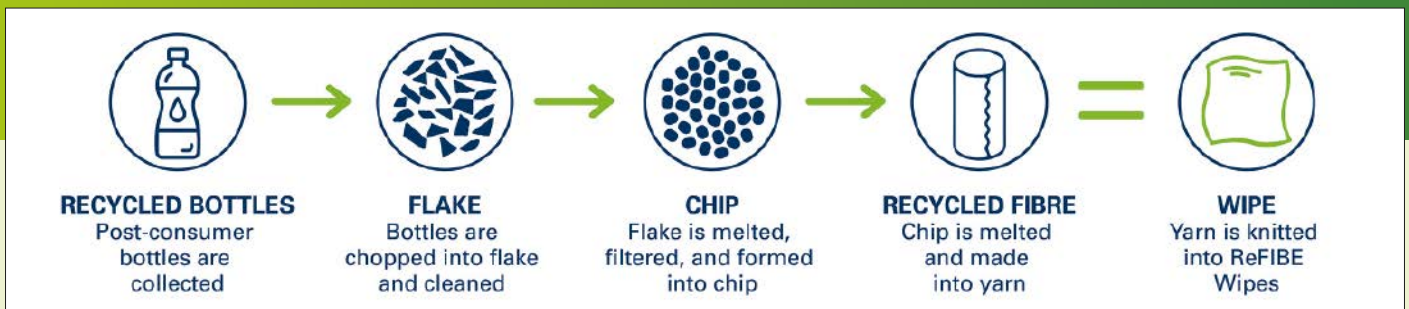 RECYCLED BOTTLES
Post-consumer
bottles are
collected
FLAKE
Bottles are
chopped into flake
and cleaned
CHIP
Flake is melted,
filtered, and formed
into chip
RECYCLED FIBRE
Chip is melted
and made
into yarn
WIPE
Yarn is knitted
into ReFIBE
Wipes